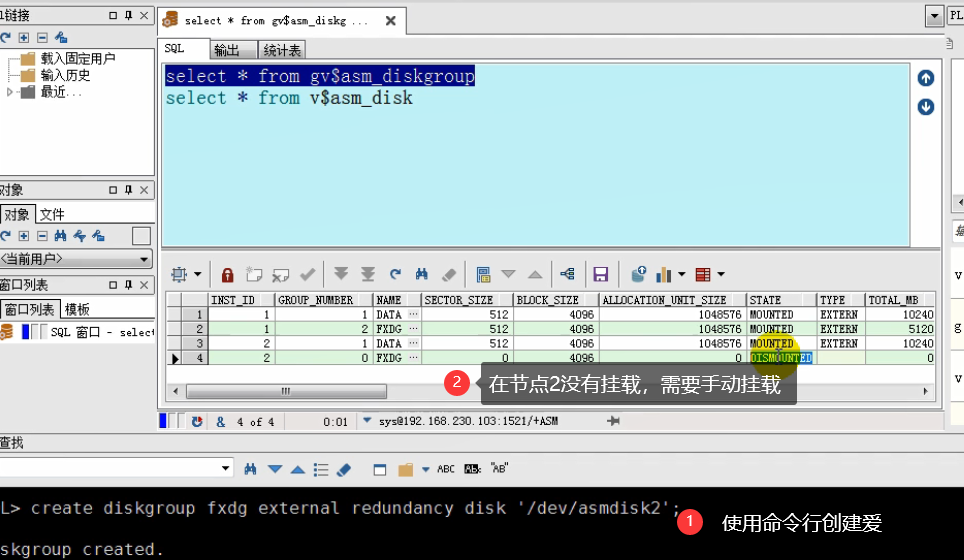 1链接
载入固定用户
输入历史
最近...
对象
对象 文件
<当前用户>
窗口列表
窗口列表 模板
SQL 窗口 - select
select * from gv$asm_diskg ...
PL
SQL 输出 统计表
select * from gv$asm_diskgroup
select * from v$asm_disk
INST_ID GROUP_NUMBER NAME SECTOR_SIZE BLOCK_SIZE ALLOCATION_UNIT_SIZE STATE TYPE TOTAL_MB
1 1 1 DATA ... 512 4096 1048576 MOUNTED EXTERN 10240
2 1 2 FXDG ... 512 4096 1048576 MOUNTED EXTERN 5120
3 2 1 DATA ... 512 4096 1048576 MOUNTED EXTERN 10240
4 2 0 FXDG ... 0 4096 0 DISMOUNTED 0
2 在节点2没有挂载，需要手动挂载
& 4 of 4 0:01 sys@192.168.230.103:1521/+ASM
v
g
v
查找
ABC AB: "AB"
L> create diskgroup fxdg external redundancy disk '/dev/asmdisk2';
1 使用命令行创建爱
skgroup created.